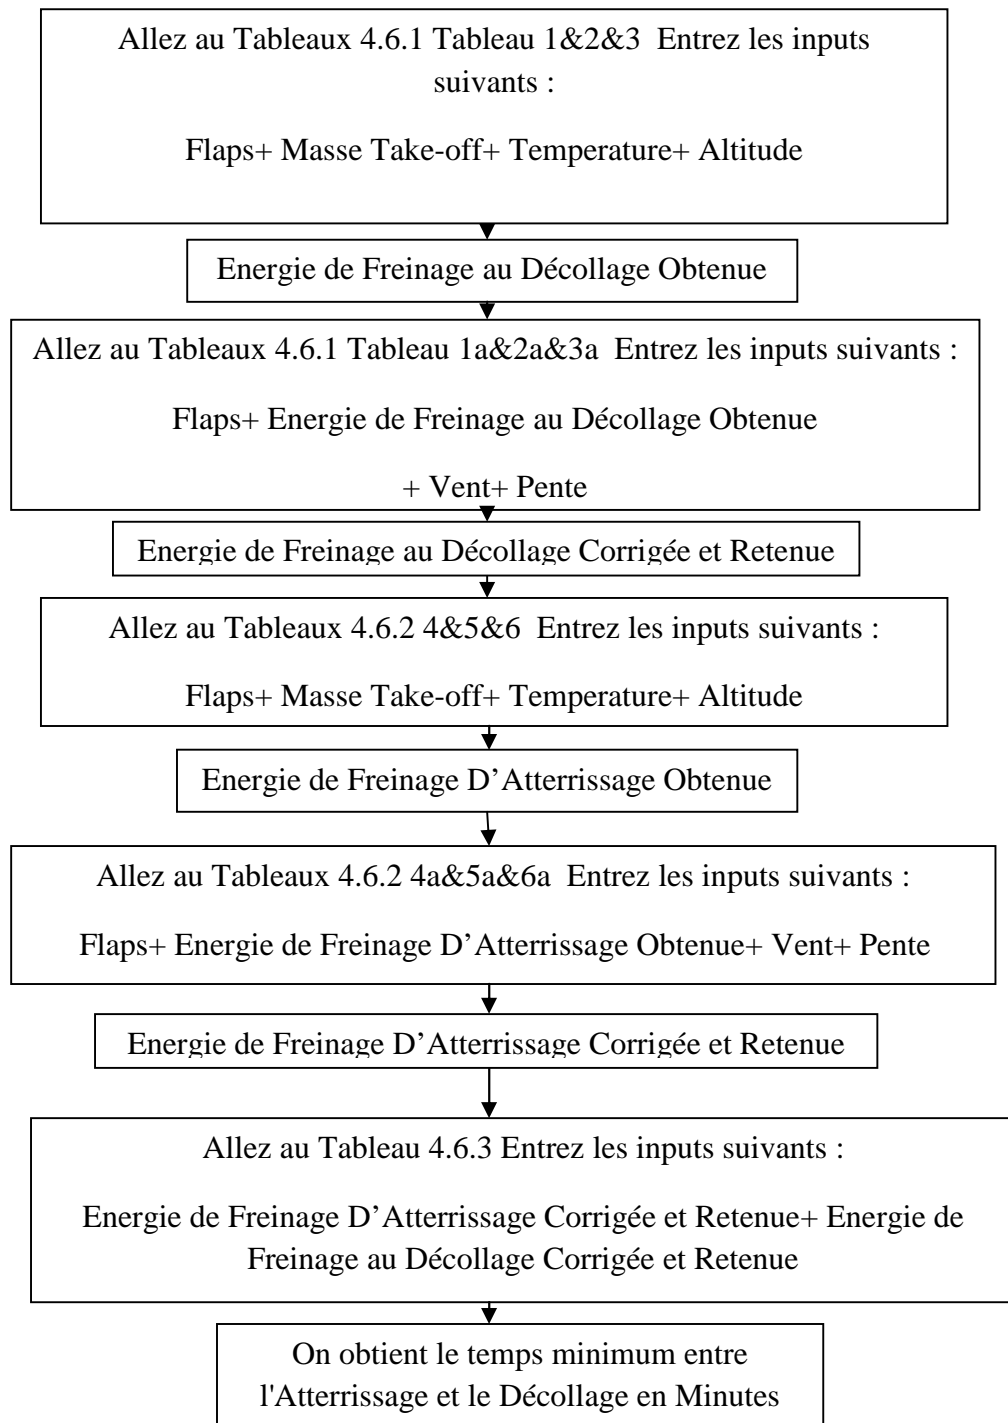 Allez au Tableaux 4.6.1 Tableau 1&2&3 Entrez les inputs
suivants :
Flaps+ Masse Take-off+ Temperature+ Altitude
Energie de Freinage au Décollage Obtenue
Allez au Tableaux 4.6.1 Tableau 1a&2a&3a Entrez les inputs suivants :
Flaps+ Energie de Freinage au Décollage Obtenue
+ Vent+ Pente
Energie de Freinage au Décollage Corrigée et Retenue
Allez au Tableaux 4.6.2 4&5&6 Entrez les inputs suivants :
Flaps+ Masse Take-off+ Temperature+ Altitude
Energie de Freinage D’Atterrissage Obtenue
Allez au Tableaux 4.6.2 4a&5a&6a Entrez les inputs suivants :
Flaps+ Energie de Freinage D’Atterrissage Obtenue+ Vent+ Pente
Energie de Freinage D’Atterrissage Corrigée et Retenue
Allez au Tableau 4.6.3 Entrez les inputs suivants :
Energie de Freinage D’Atterrissage Corrigée et Retenue+ Energie de
Freinage au Décollage Corrigée et Retenue
On obtient le temps minimum entre
l'Atterrissage et le Décollage en Minutes